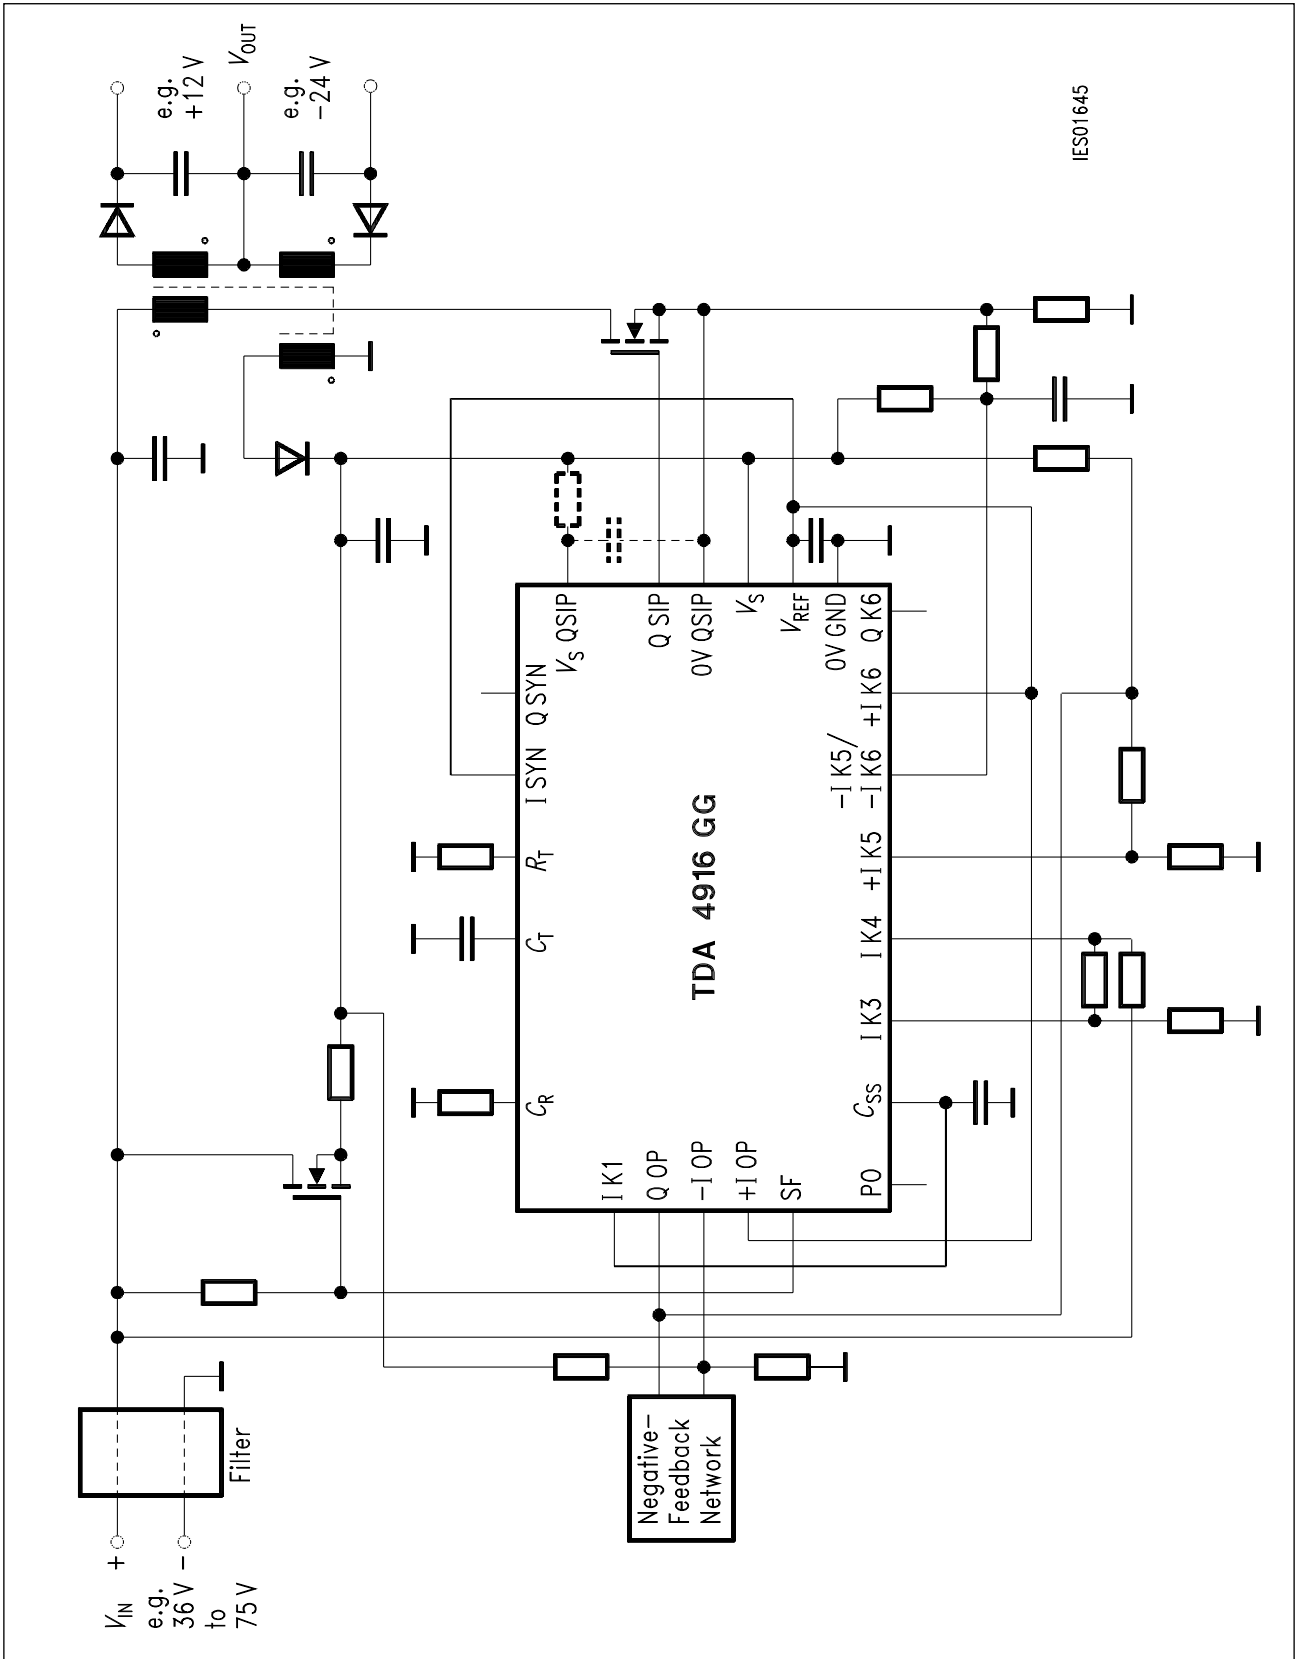 V_IN
e.g.
36 V
to
75 V
+
−
Filter
Negative-
Feedback
Network
I K1
Q OP
−I OP
+I OP
SF
C_R
C_T
R_T
I SYN
Q SYN
TDA 4916 GG
PO
C_SS
I K3
I K4
+I K5
−I K5/
−I K6
+I K6
Q K6
V_S QSIP
Q SIP
0V QSIP
V_S
V_REF
0V GND
e.g.
+12 V
V_OUT
e.g.
−24 V
IES01645